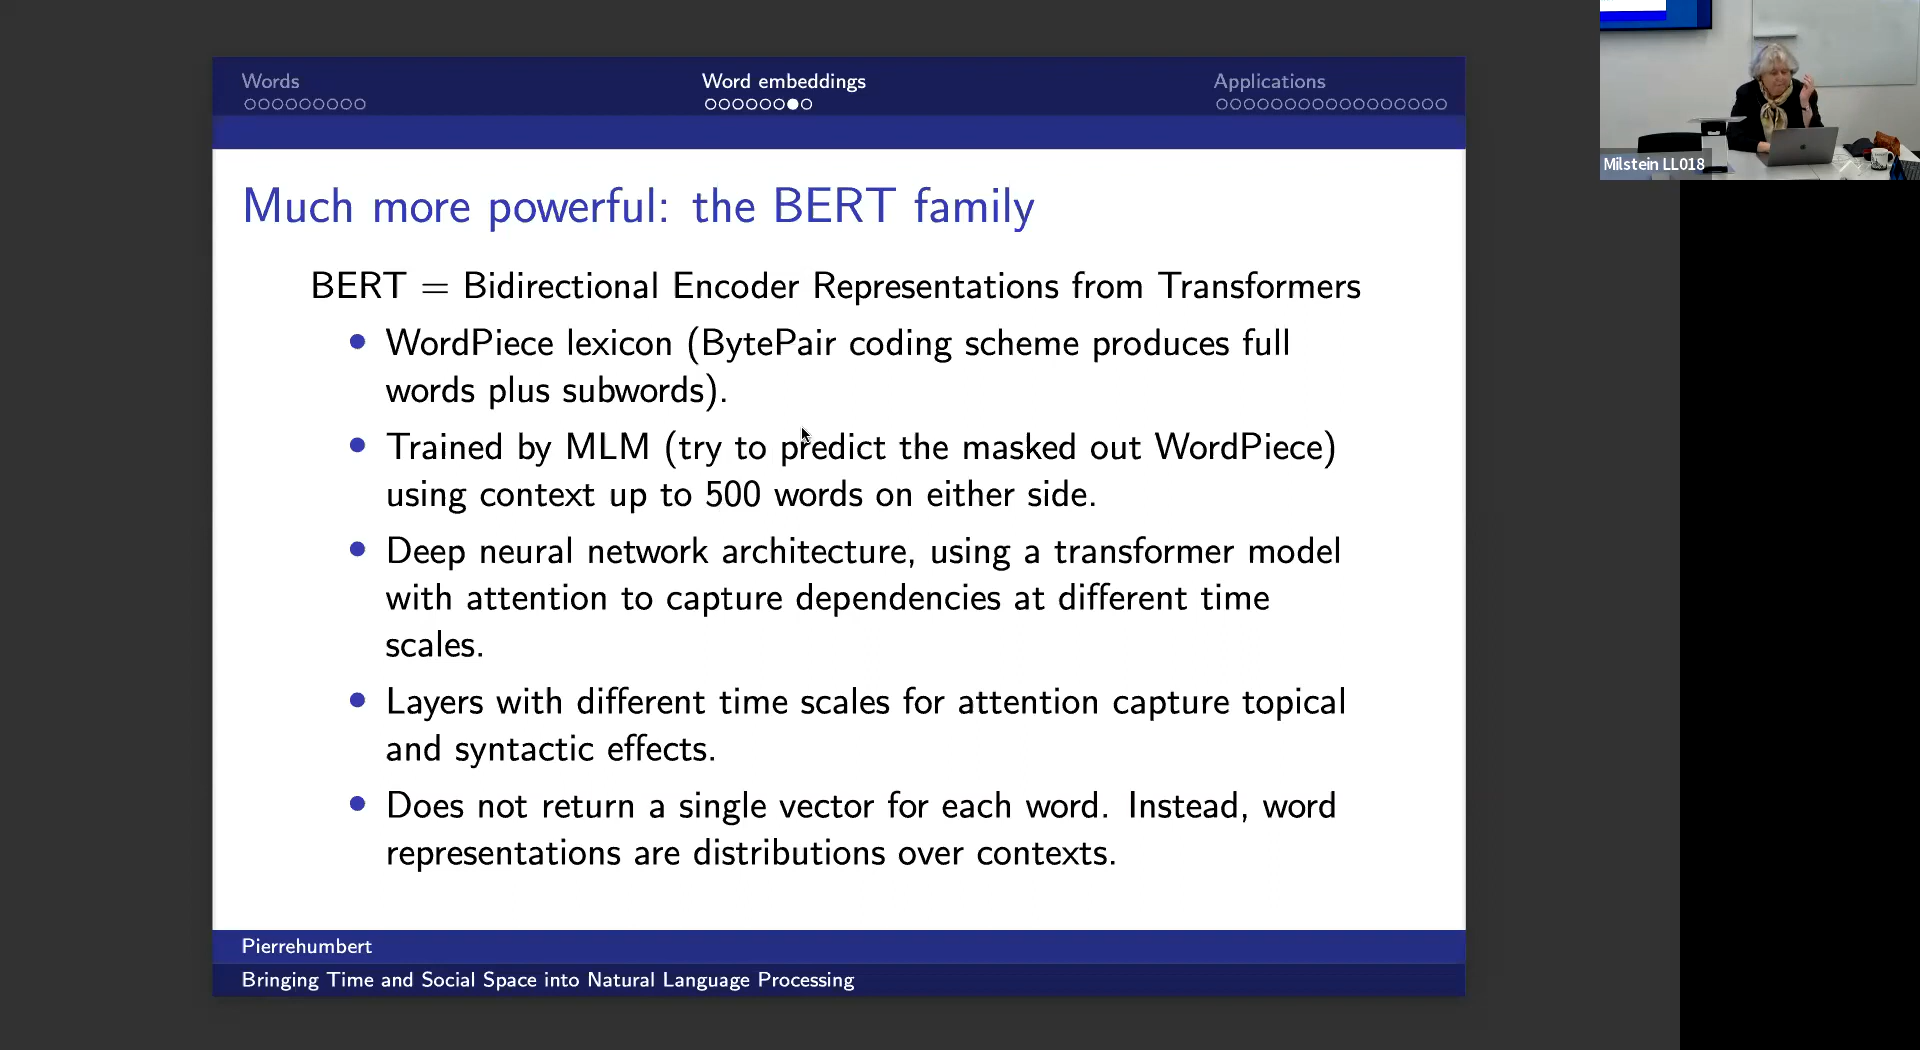 Words
Word embeddings
Applications
Much more powerful: the BERT family
BERT = Bidirectional Encoder Representations from Transformers
WordPiece lexicon (BytePair coding scheme produces full
words plus subwords).
Trained by MLM (try to predict the masked out WordPiece)
using context up to 500 words on either side.
Deep neural network architecture, using a transformer model
with attention to capture dependencies at different time
scales.
Layers with different time scales for attention capture topical
and syntactic effects.
Does not return a single vector for each word. Instead, word
representations are distributions over contexts.
Pierrehumbert
Bringing Time and Social Space into Natural Language Processing
Milstein LL018